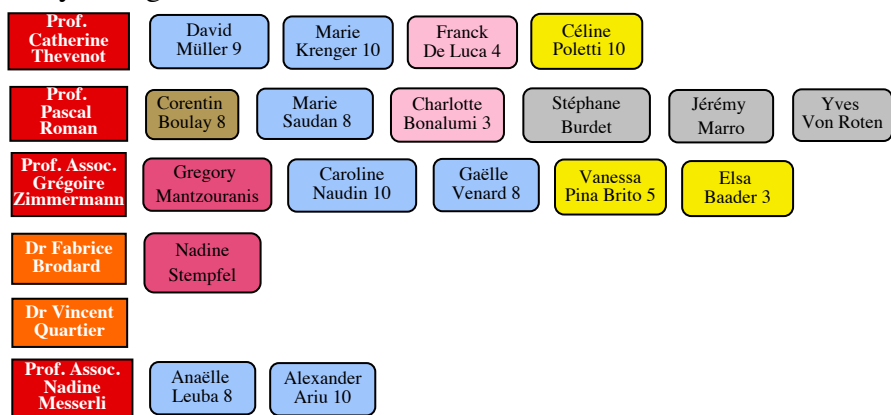 Prof.
Catherine
Thevenot
David
Müller 9
Marie
Krenger 10
Franck
De Luca 4
Céline
Poletti 10
Prof.
Pascal
Roman
Corentin
Boulay 8
Marie
Saudan 8
Charlotte
Bonalumi 3
Stéphane
Burdet
Jérémy
Marro
Yves
Von Roten
Prof. Assoc.
Grégoire
Zimmermann
Gregory
Mantzouranis
Caroline
Naudin 10
Gaëlle
Venard 8
Vanessa
Pina Brito 5
Elsa
Baader 3
Dr Fabrice
Brodard
Nadine
Stempfel
Dr Vincent
Quartier
Prof. Assoc.
Nadine
Messerli
Anaëlle
Leuba 8
Alexander
Ariu 10